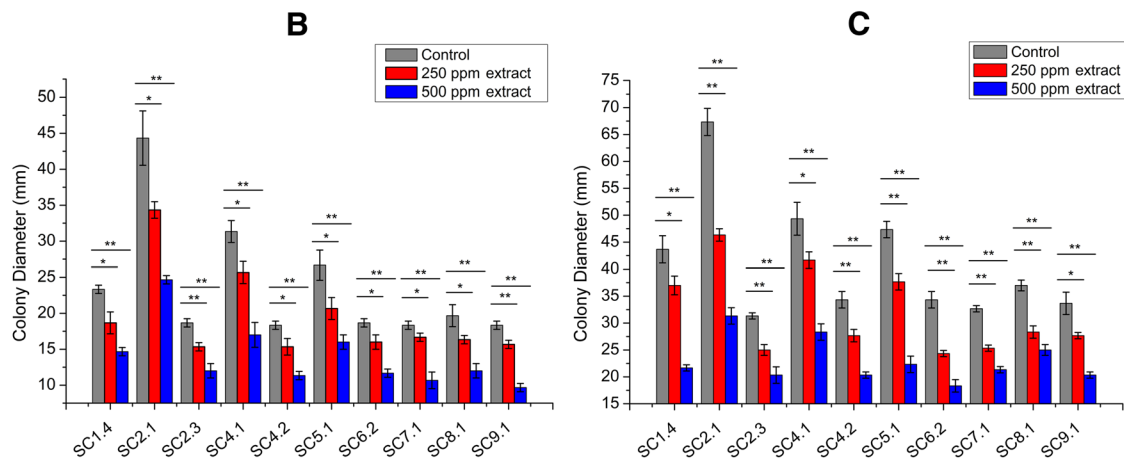 B
Control
250 ppm extract
500 ppm extract
Colony Diameter (mm)
50
45
40
35
30
25
20
15
10
**
*
**
*
**
**
**
*
**
*
**
*
**
*
**
*
**
*
**
**
SC1.4
SC2.1
SC2.3
SC4.1
SC4.2
SC5.1
SC6.2
SC7.1
SC8.1
SC9.1
C
Control
250 ppm extract
500 ppm extract
Colony Diameter (mm)
75
70
65
60
55
50
45
40
35
30
25
20
15
**
*
**
**
**
**
**
*
**
**
**
**
**
**
**
**
**
**
**
*
SC1.4
SC2.1
SC2.3
SC4.1
SC4.2
SC5.1
SC6.2
SC7.1
SC8.1
SC9.1